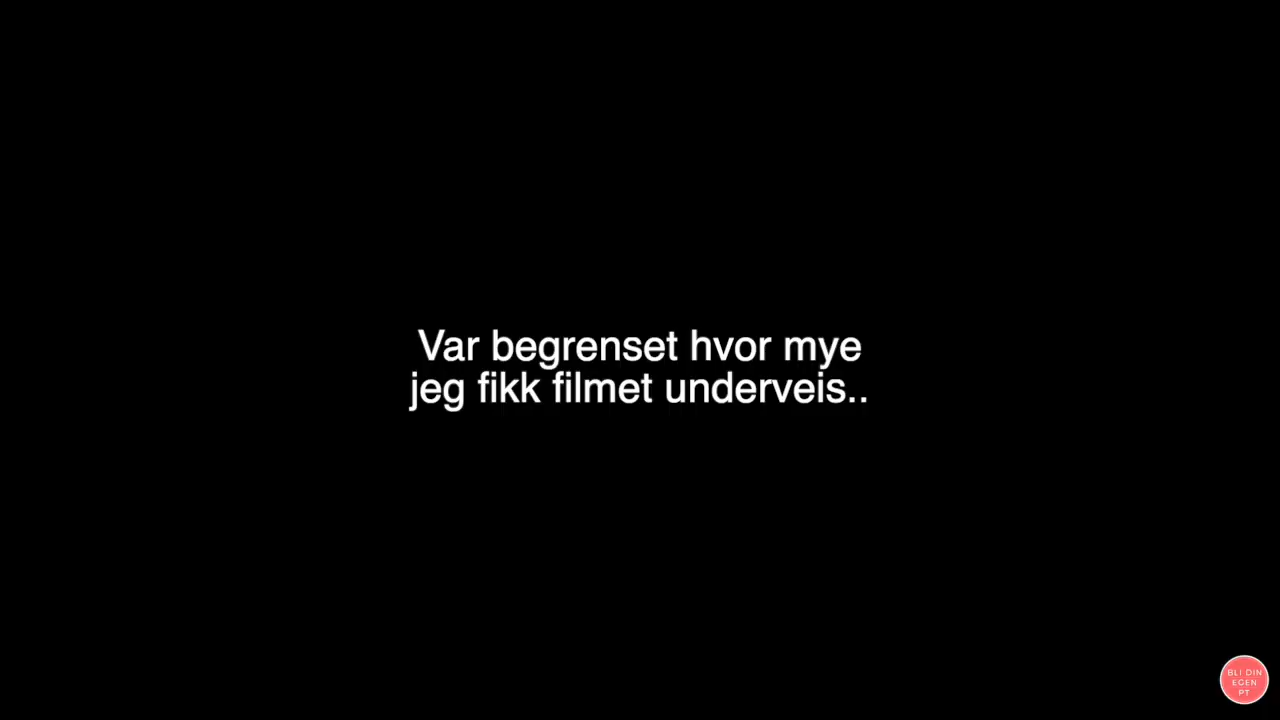 Var begrenset hvor mye
jeg fikk filmet underveis..
BLI DIN
EGEN
PT